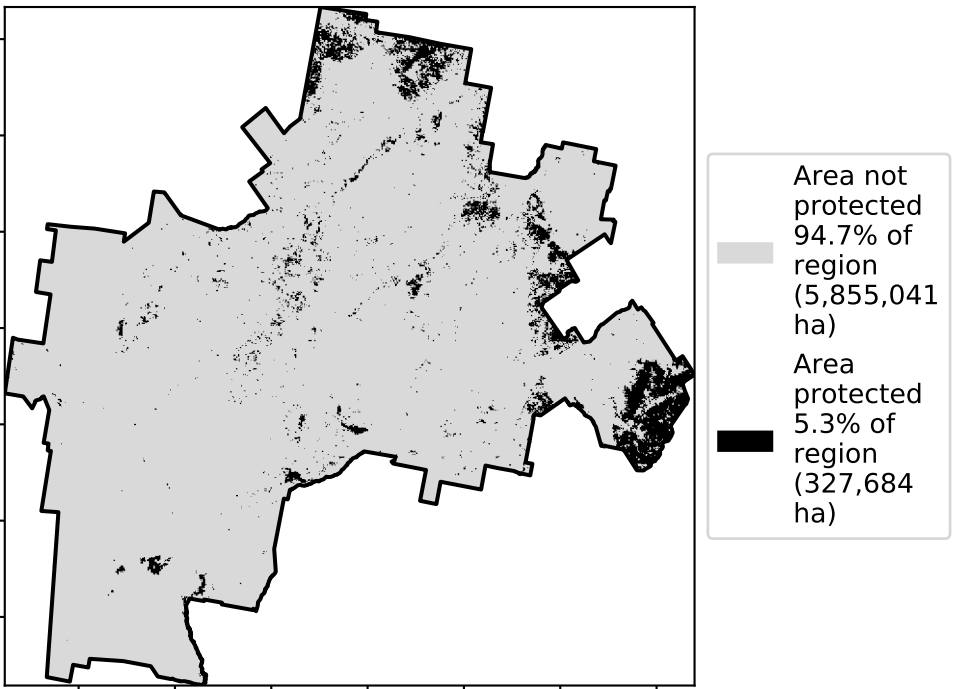 Area not
protected
94.7% of
region
(5,855,041
ha)
Area
protected
5.3% of
region
(327,684
ha)